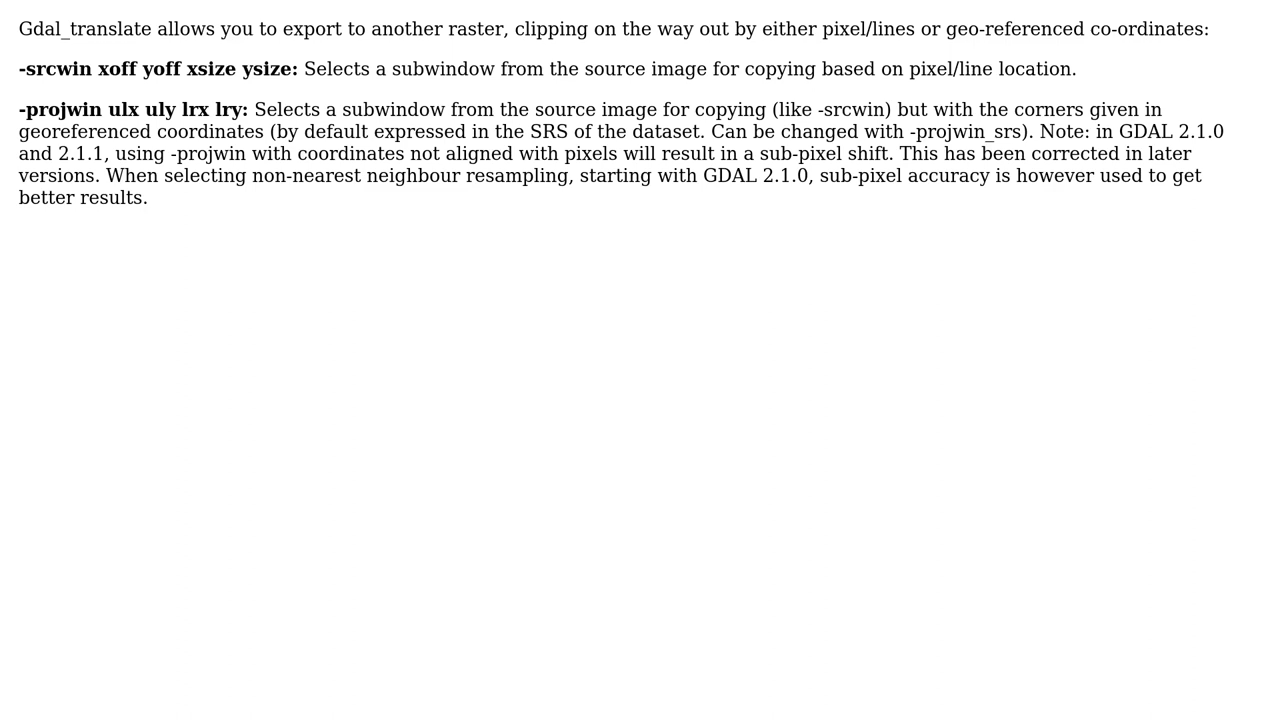 Gdal_translate allows you to export to another raster, clipping on the way out by either pixel/lines or geo-referenced co-ordinates:
-srcwin xoff yoff xsize ysize: Selects a subwindow from the source image for copying based on pixel/line location.
-projwin ulx uly lrx lry: Selects a subwindow from the source image for copying (like -srcwin) but with the corners given in
georeferenced coordinates (by default expressed in the SRS of the dataset. Can be changed with -projwin_srs). Note: in GDAL 2.1.0
and 2.1.1, using -projwin with coordinates not aligned with pixels will result in a sub-pixel shift. This has been corrected in later
versions. When selecting non-nearest neighbour resampling, starting with GDAL 2.1.0, sub-pixel accuracy is however used to get
better results.